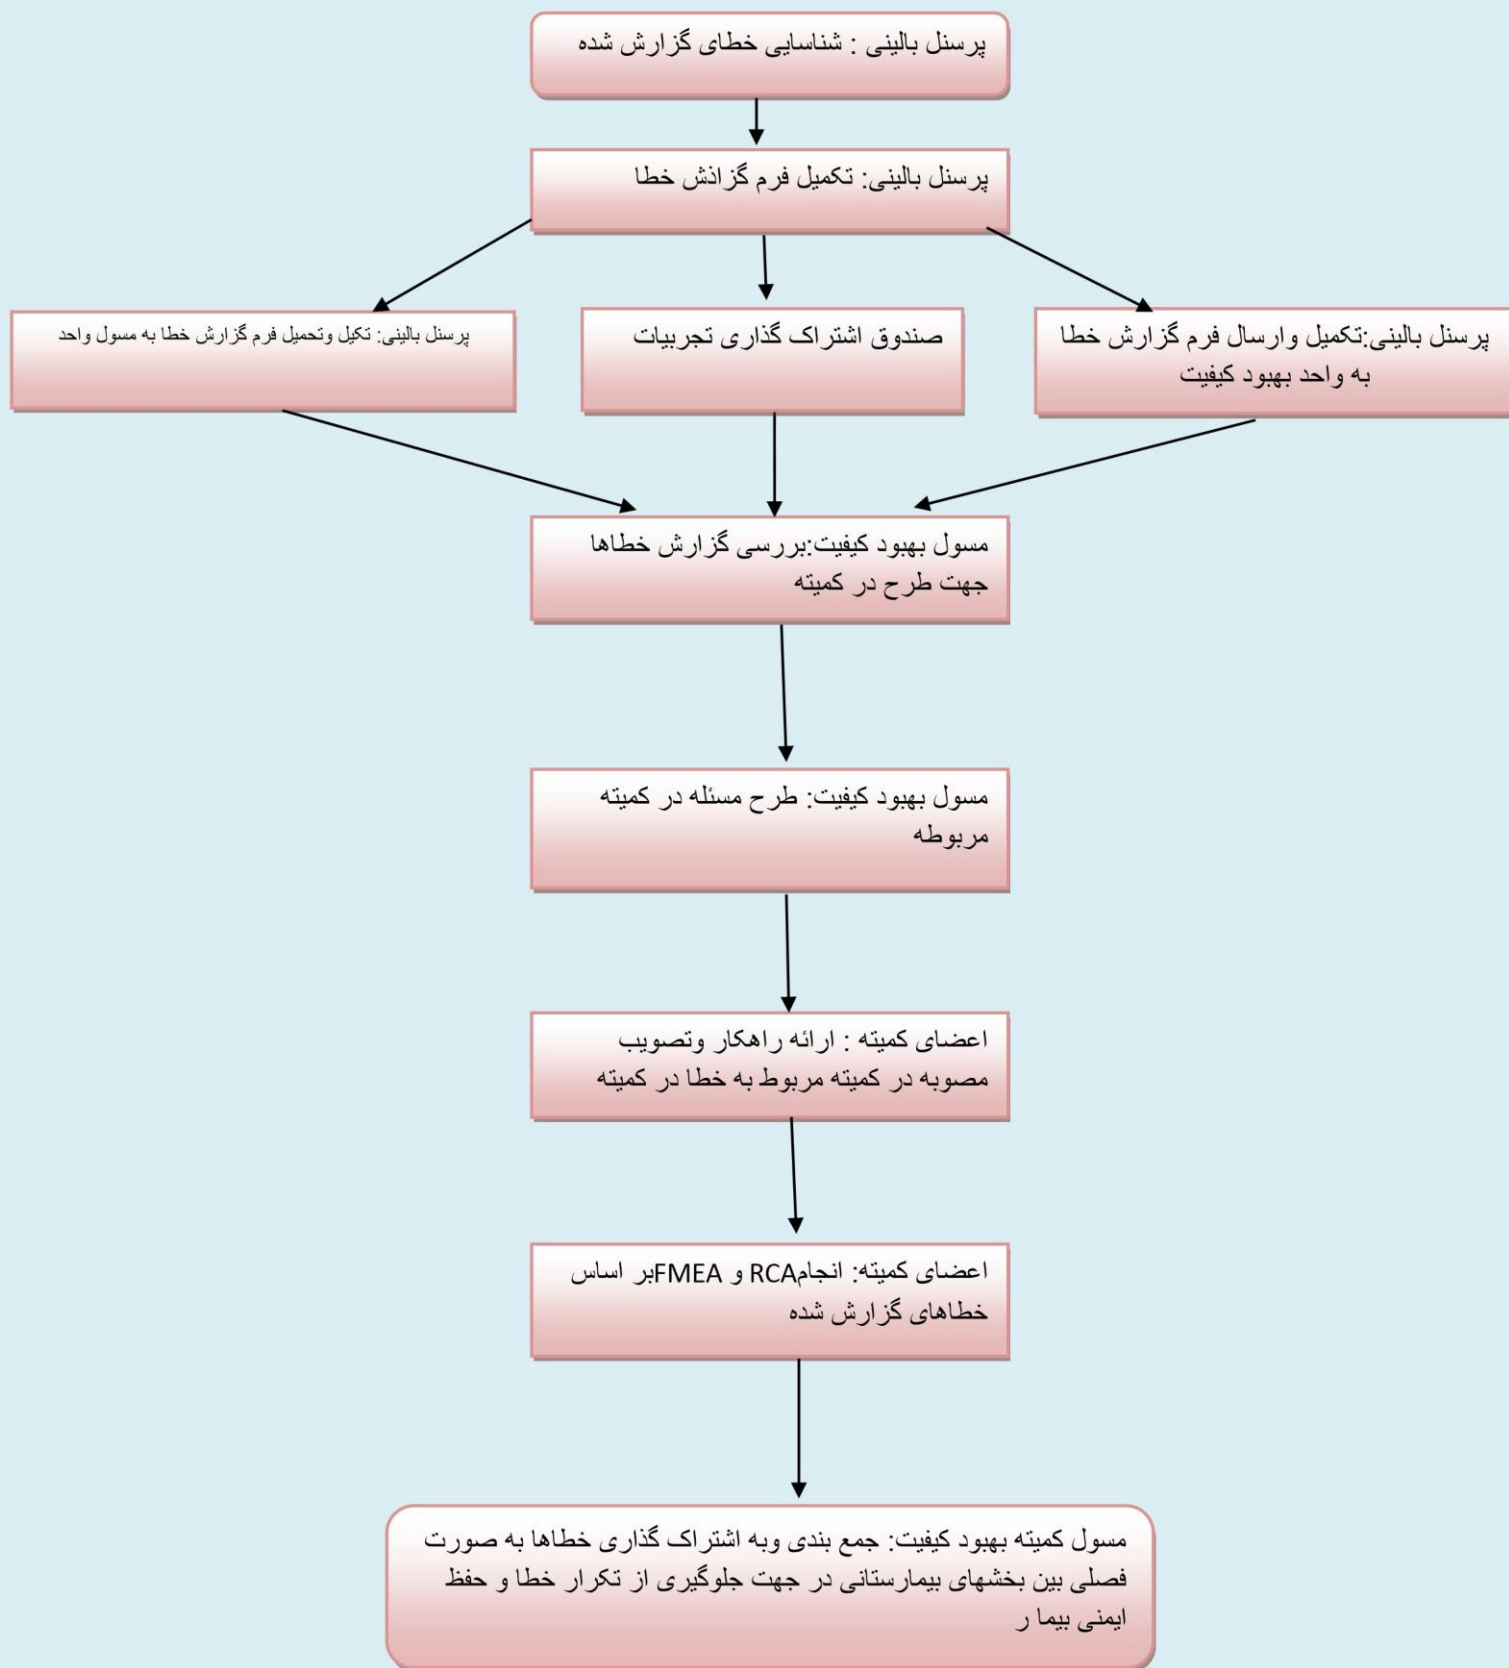 پرسنل بالینی : شناسایی خطای گزارش شده
پرسنل بالینی: تکمیل فرم گزاذش خطا
پرسنل بالینی:تکمیل وارسال فرم گزارش خطا
به واحد بهبود کیفیت
صندوق اشتراک گذاری تجربیات
پرسنل بالینی: تکیل وتحمیل فرم گزارش خطا به مسول واحد
مسول بهبود کیفیت:بررسی گزارش خطاها
جهت طرح در کمیته
مسول بهبود کیفیت: طرح مسئله در کمیته
مربوطه
اعضای کمیته : ارائه راهکار وتصویب
مصوبه در کمیته مربوط به خطا در کمیته
اعضای کمیته: انجامRCA و FMEAبر اساس
خطاهای گزارش شده
مسول کمیته بهبود کیفیت: جمع بندی وبه اشتراک گذاری خطاها به صورت
فصلی بین بخشهای بیمارستانی در جهت جلوگیری از تکرار خطا و حفظ
ایمنی بیما ر